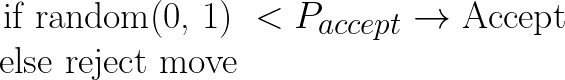 if random(0, 1) < P_accept → Accept
else reject move